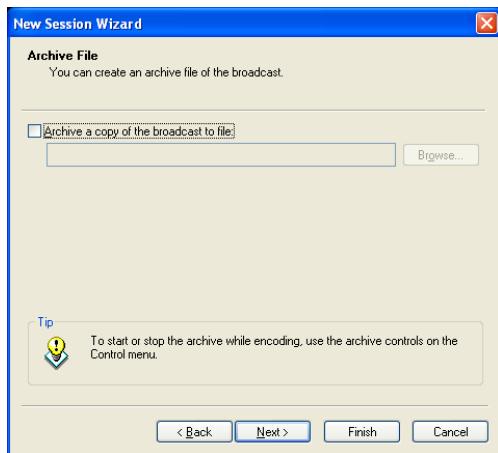 New Session Wizard
Archive File
You can create an archive file of the broadcast.
Archive a copy of the broadcast to file:
Browse...
Tip
To start or stop the archive while encoding, use the archive controls on the
Control menu.
< Back Next > Finish Cancel